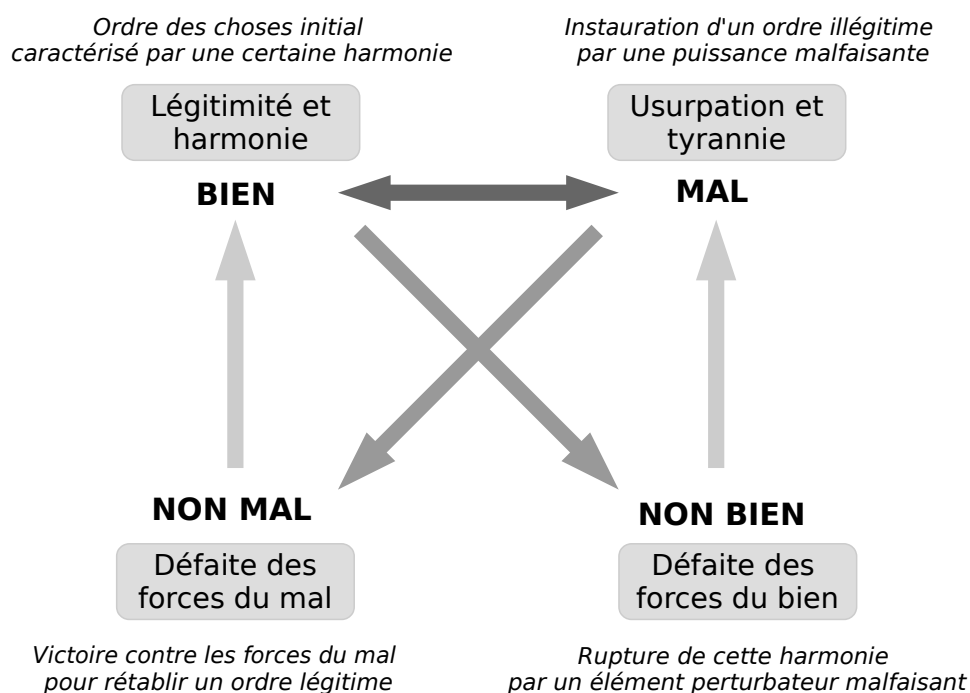 Ordre des choses initial
caractérisé par une certaine harmonie
Légitimité et
harmonie
BIEN
Instauration d'un ordre illégitime
par une puissance malfaisante
Usurpation et
tyrannie
MAL
NON MAL
Défaite des
forces du mal
Victoire contre les forces du mal
pour rétablir un ordre légitime
NON BIEN
Défaite des
forces du bien
Rupture de cette harmonie
par un élément perturbateur malfaisant